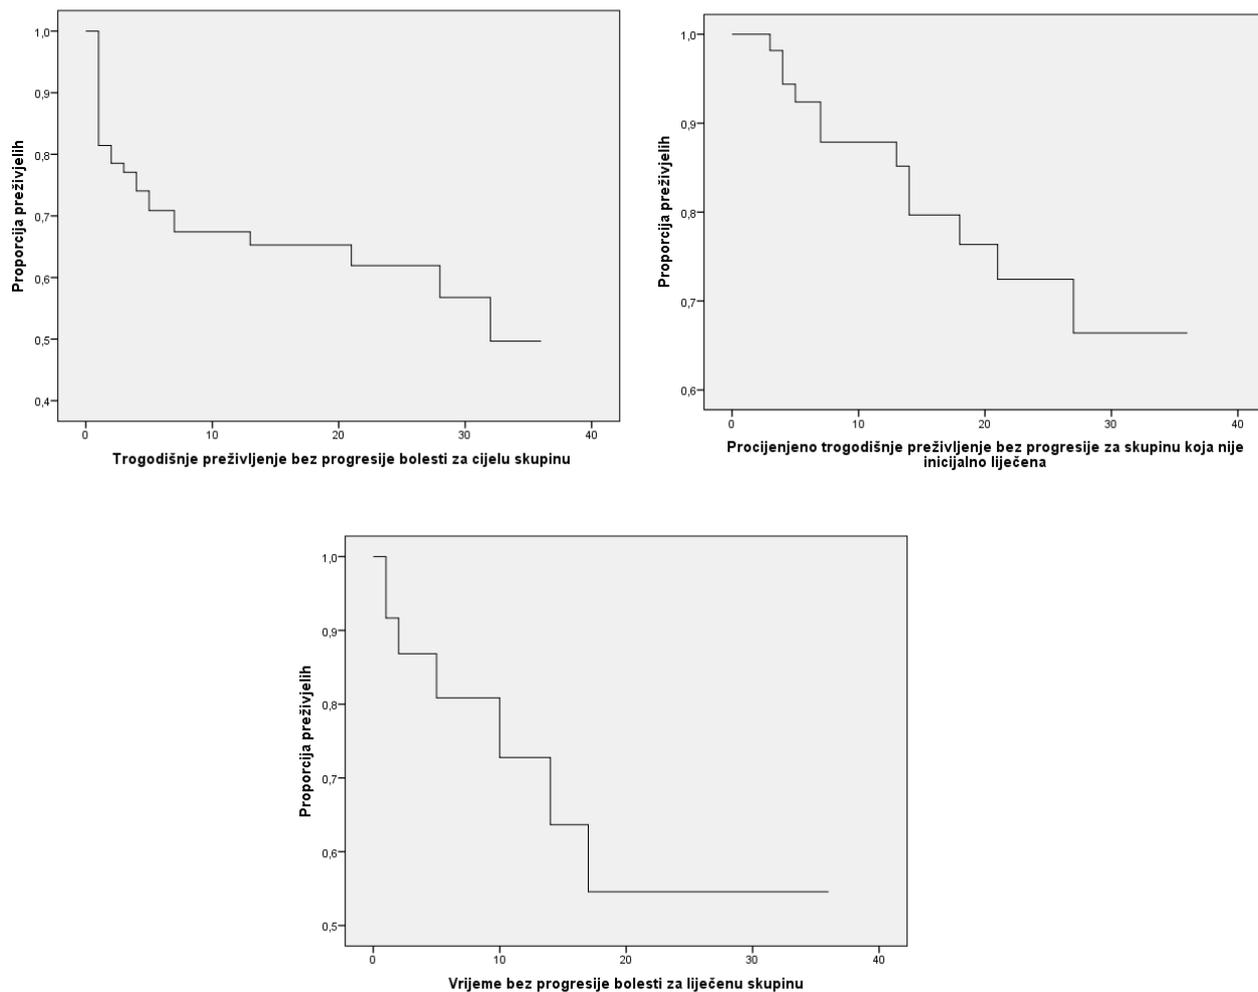 1,0
0,9
0,8
0,7
0,6
0,5
0,4
Proporcija preživjelih
0 10 20 30 40
Trogodišnje preživljenje bez progresije bolesti za cijelu skupinu
1,0
0,9
0,8
0,7
0,6
Proporcija preživjelih
0 10 20 30 40
Procijenjeno trogodišnje preživljenje bez progresije za skupinu koja nije
inicijalno liječena
1,0
0,9
0,8
0,7
0,6
0,5
Proporcija preživjelih
0 10 20 30 40
Vrijeme bez progresije bolesti za liječenu skupinu